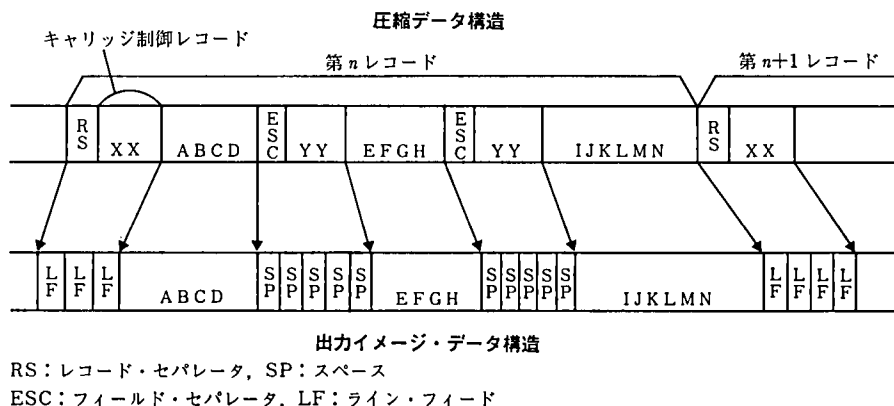 圧縮データ構造
キャリッジ制御レコード
第nレコード
第n+1レコード
RS XX ABCD ESC YY EFGH ESC YY IJKLMN RS XX
LF LF LF ABCD SP SP SP SP SP EFGH SP SP SP SP SP IJKLMN LF LF LF LF
出力イメージ・データ構造
RS：レコード・セパレータ，SP：スペース
ESC：フィールド・セパレータ，LF：ライン・フィード